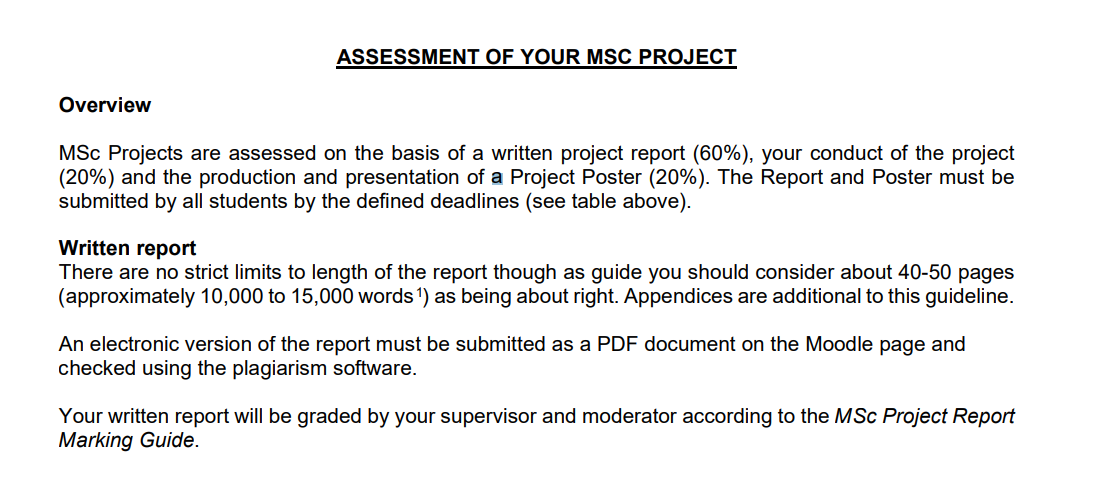 ASSESSMENT OF YOUR MSC PROJECT
Overview
MSc Projects are assessed on the basis of a written project report (60%), your conduct of the project
(20%) and the production and presentation of a Project Poster (20%). The Report and Poster must be
submitted by all students by the defined deadlines (see table above).
Written report
There are no strict limits to length of the report though as guide you should consider about 40-50 pages
(approximately 10,000 to 15,000 words¹) as being about right. Appendices are additional to this guideline.
An electronic version of the report must be submitted as a PDF document on the Moodle page and
checked using the plagiarism software.
Your written report will be graded by your supervisor and moderator according to the MSc Project Report
Marking Guide.